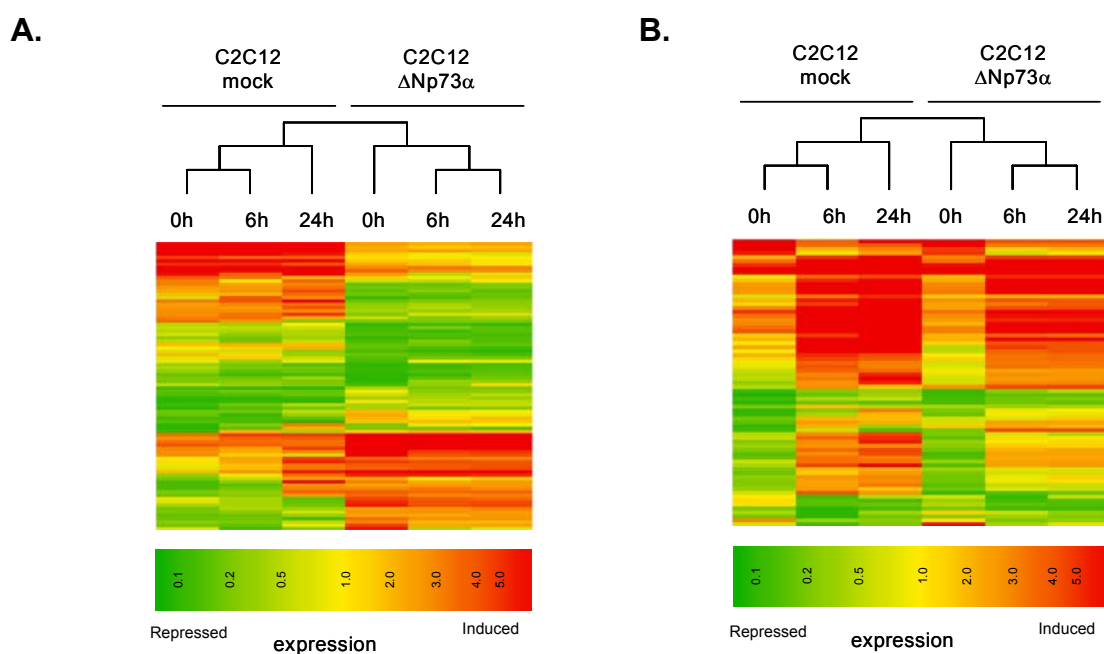 A.
C2C12
mock
C2C12
ΔNp73α
0h 6h 24h 0h 6h 24h
0.1 0.2 0.5 1.0 2.0 3.0 4.0 5.0
Repressed expression Induced
B.
C2C12
mock
C2C12
ΔNp73α
0h 6h 24h 0h 6h 24h
0.1 0.2 0.5 1.0 2.0 3.0 4.0 5.0
Repressed expression Induced